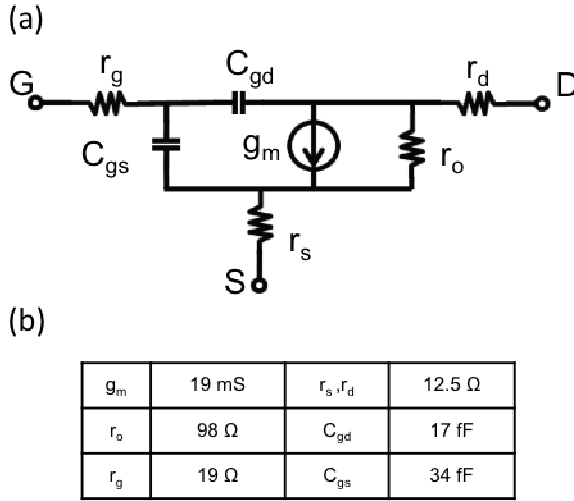 (a)
G r_g C_gd r_d D
C_gs g_m r_o
r_s
S
(b)
g_m 19 mS r_s ,r_d 12.5 Ω
r_o 98 Ω C_gd 17 fF
r_g 19 Ω C_gs 34 fF